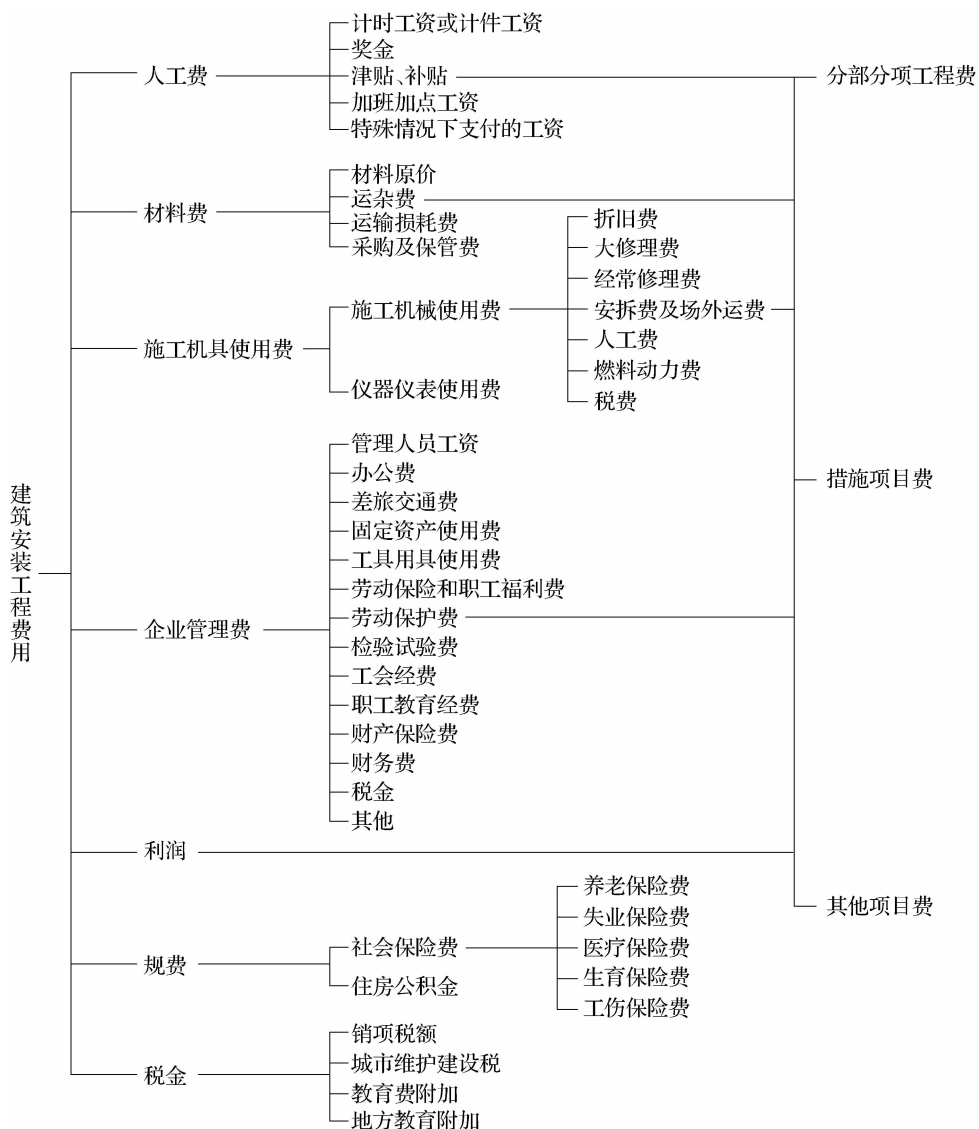 建筑安装工程费用
人工费
计时工资或计件工资
奖金
津贴、补贴
加班加点工资
特殊情况下支付的工资
材料费
材料原价
运杂费
运输损耗费
采购及保管费
施工机具使用费
施工机械使用费
折旧费
大修理费
经常修理费
安拆费及场外运费
人工费
燃料动力费
税费
仪器仪表使用费
企业管理费
管理人员工资
办公费
差旅交通费
固定资产使用费
工具用具使用费
劳动保险和职工福利费
劳动保护费
检验试验费
工会经费
职工教育经费
财产保险费
财务费
税金
其他
利润
规费
社会保险费
养老保险费
失业保险费
医疗保险费
生育保险费
工伤保险费
住房公积金
税金
销项税额
城市维护建设税
教育费附加
地方教育附加
分部分项工程费
措施项目费
其他项目费